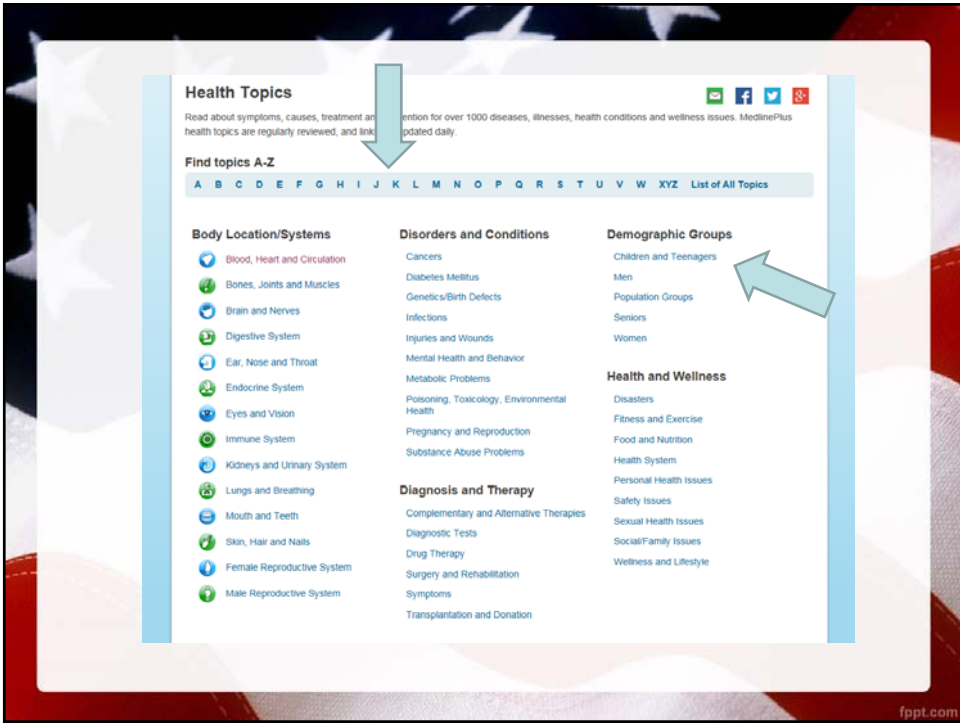 Health Topics
Read about symptoms, causes, treatment an ention for over 1000 diseases, illnesses, health conditions and wellness issues. MedlinePlus
health topics are regularly reviewed, and link pdated daily.
Find topics A-Z
A B C D E F G H I J K L M N O P Q R S T U V W XYZ List of All Topics
Body Location/Systems
Blood, Heart and Circulation
Bones, Joints and Muscles
Brain and Nerves
Digestive System
Ear, Nose and Throat
Endocrine System
Eyes and Vision
Immune System
Kidneys and Urinary System
Lungs and Breathing
Mouth and Teeth
Skin, Hair and Nails
Female Reproductive System
Male Reproductive System
Disorders and Conditions
Cancers
Diabetes Mellitus
Genetics/Birth Defects
Infections
Injuries and Wounds
Mental Health and Behavior
Metabolic Problems
Poisoning, Toxicology, Environmental
Health
Pregnancy and Reproduction
Substance Abuse Problems
Diagnosis and Therapy
Complementary and Alternative Therapies
Diagnostic Tests
Drug Therapy
Surgery and Rehabilitation
Symptoms
Transplantation and Donation
Demographic Groups
Children and Teenagers
Men
Population Groups
Seniors
Women
Health and Wellness
Disasters
Fitness and Exercise
Food and Nutrition
Health System
Personal Health Issues
Safety Issues
Sexual Health Issues
Social/Family Issues
Wellness and Lifestyle
fppt.com